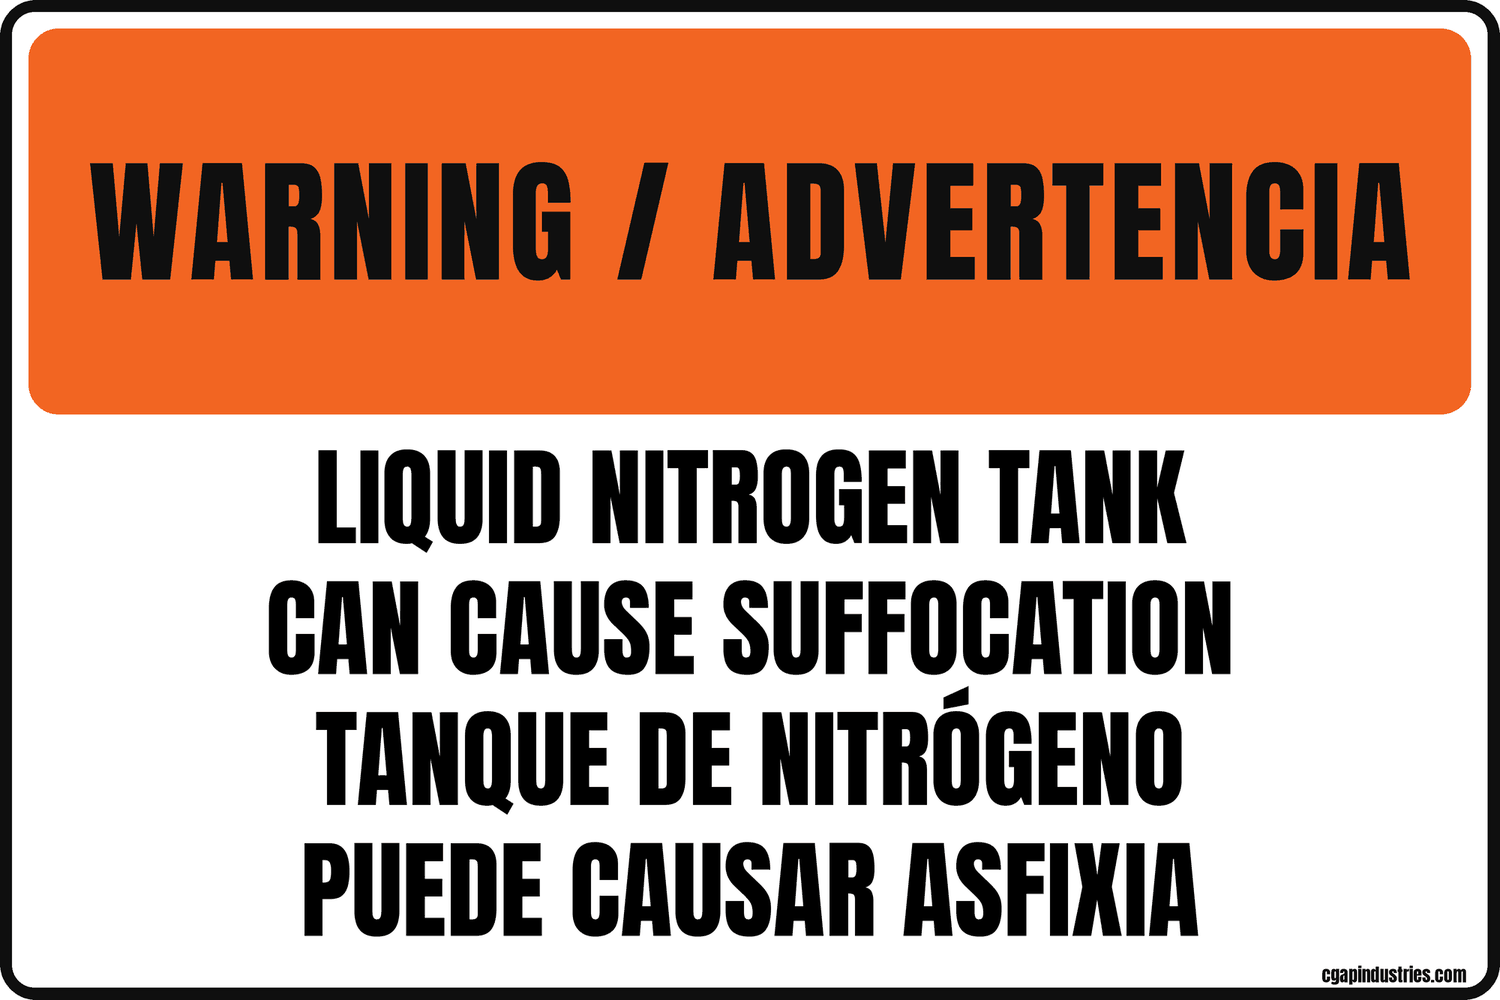 WARNING / ADVERTENCIA
LIQUID NITROGEN TANK
CAN CAUSE SUFFOCATION
TANQUE DE NITRÓGENO
PUEDE CAUSAR ASFIXIA
cgapindustries.com